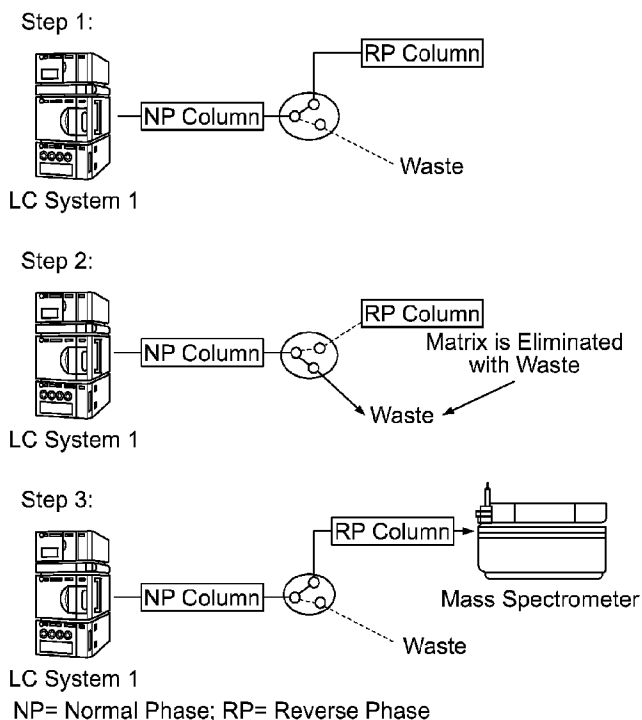 Step 1:
RP Column
NP Column
Waste
LC System 1
Step 2:
RP Column
NP Column
Matrix is Eliminated
with Waste
Waste
LC System 1
Step 3:
RP Column
NP Column
Mass Spectrometer
Waste
LC System 1
NP= Normal Phase; RP= Reverse Phase